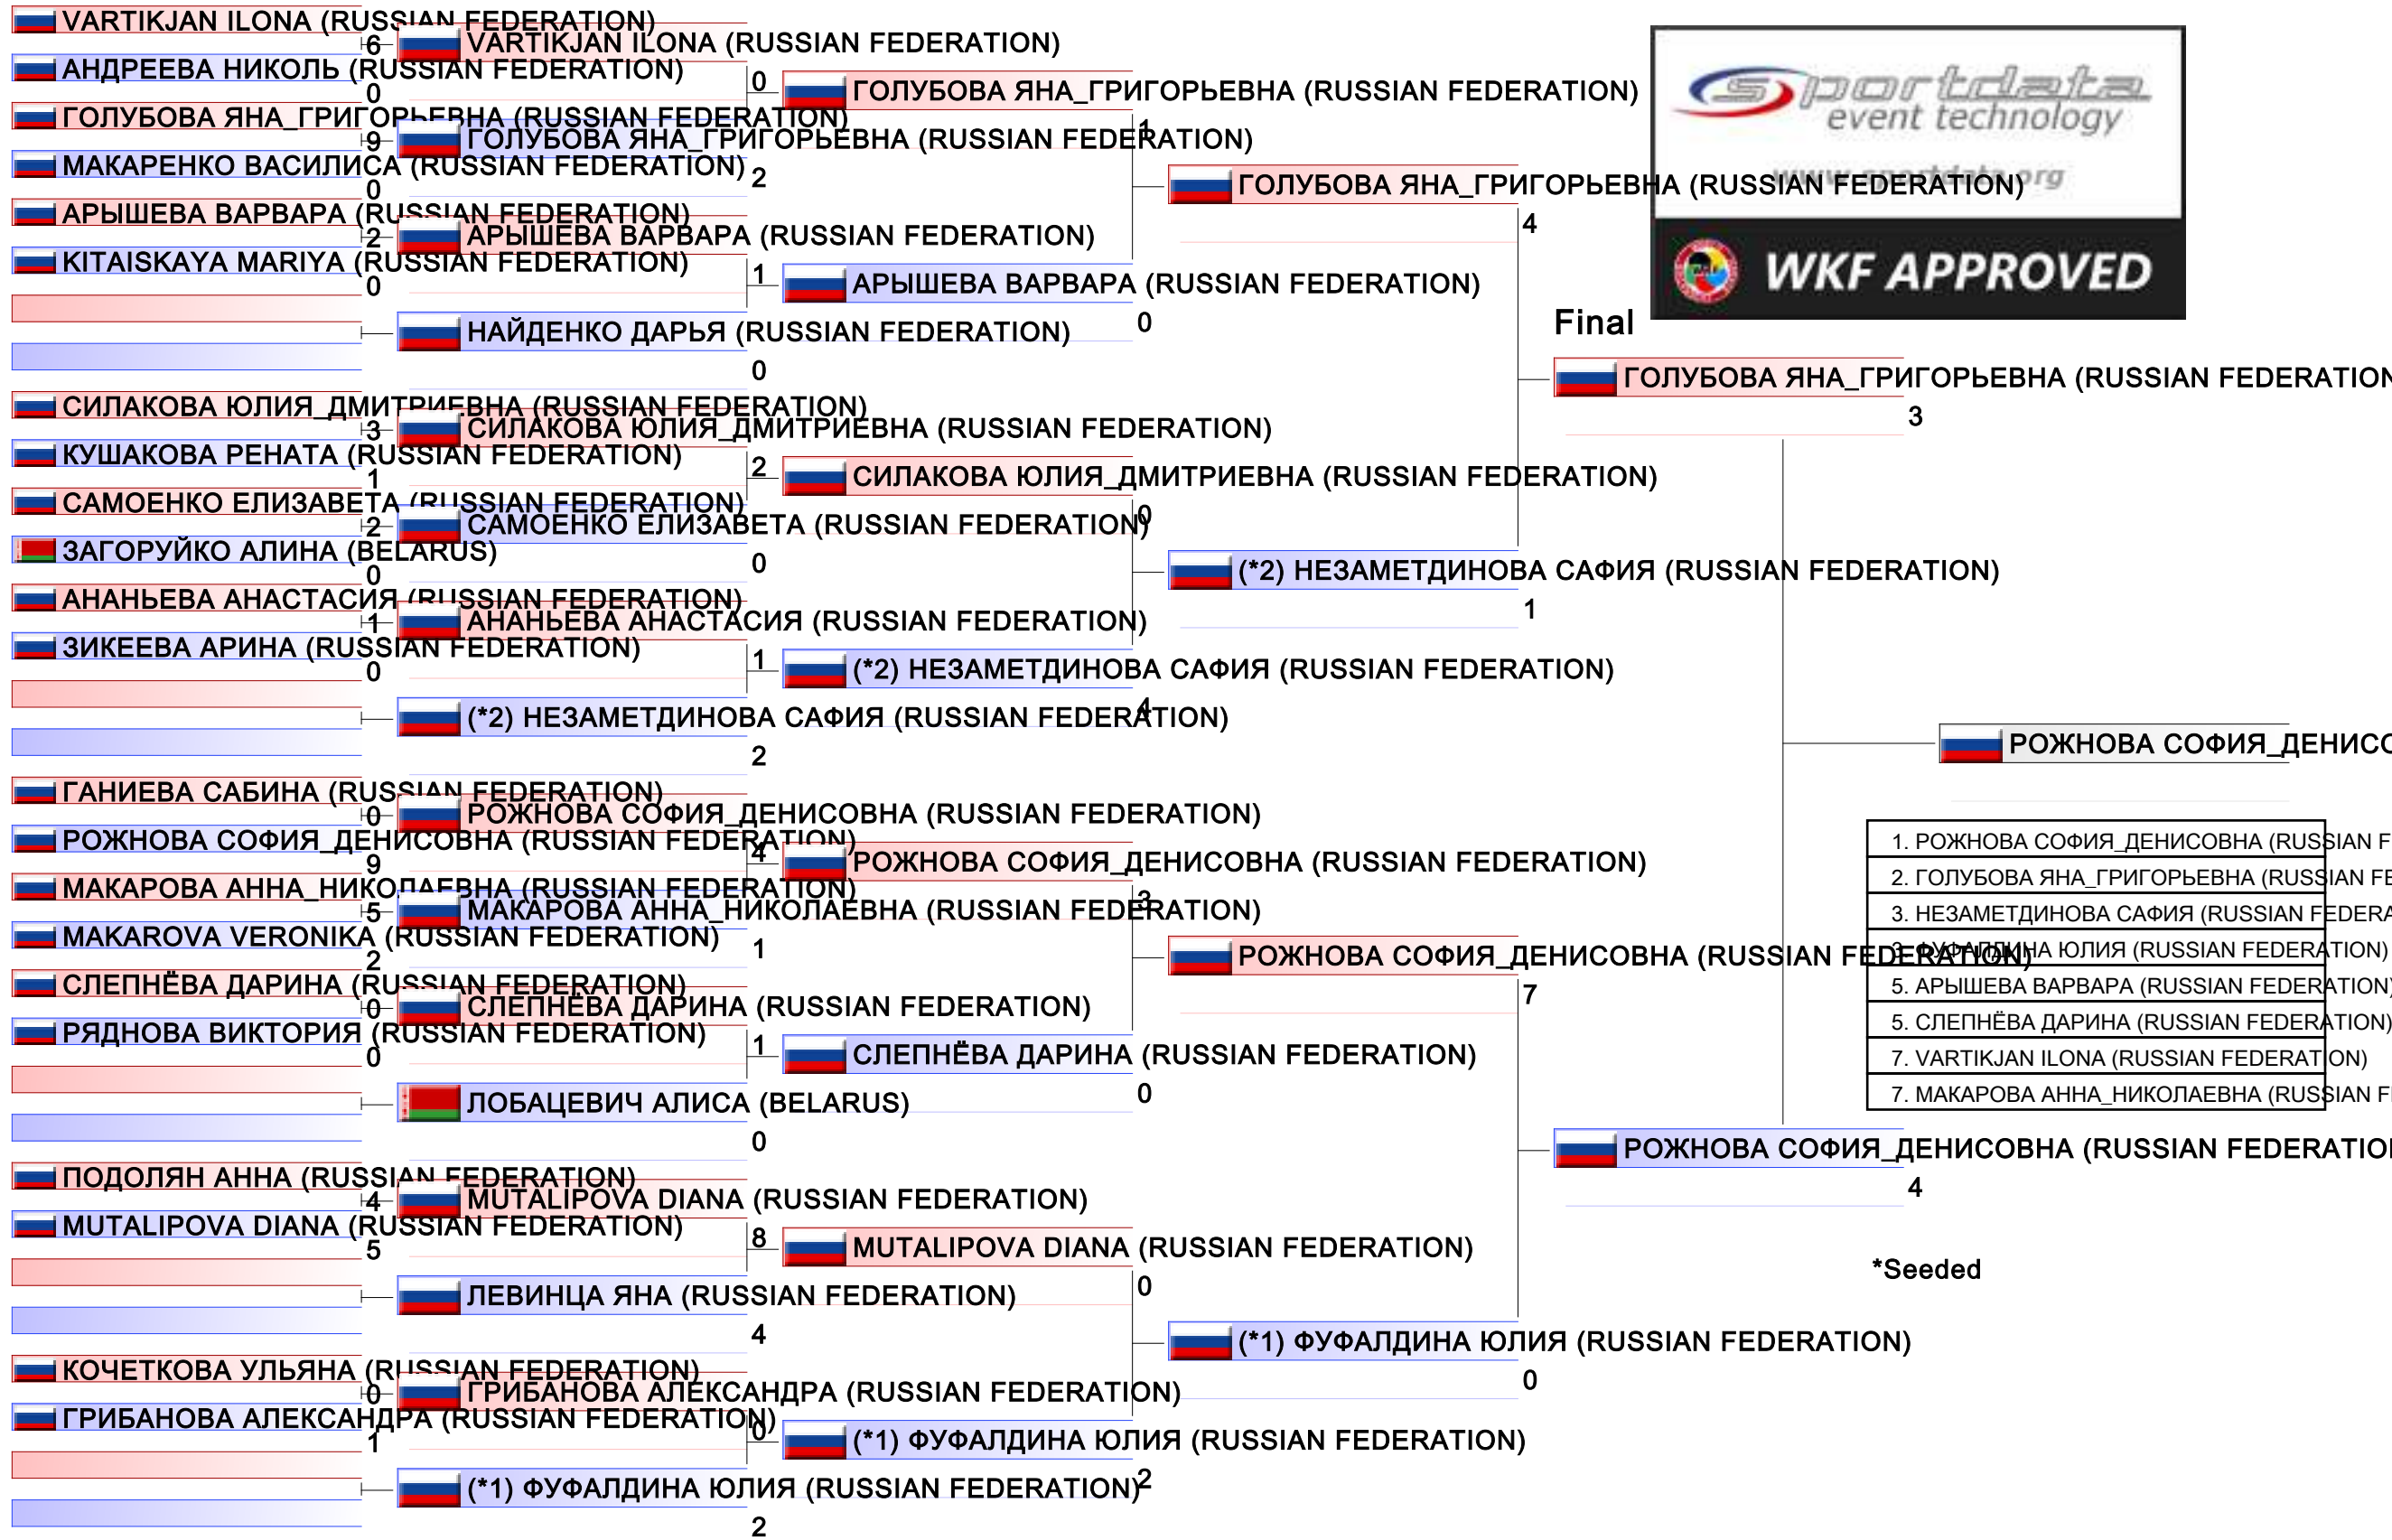 VARTIKJAN ILONA (RUSSIAN FEDERATION)
6
АНДРЕЕВА НИКОЛЬ (RUSSIAN FEDERATION)
0
ГОЛУБОВА ЯНА_ГРИГОРЬЕВНА (RUSSIAN FEDERATION)
9
МАКАРЕНКО ВАСИЛИСА (RUSSIAN FEDERATION)
0
АРЫШЕВА ВАРВАРА (RUSSIAN FEDERATION)
2
KITAISKAYA MARIYA (RUSSIAN FEDERATION)
0
СИЛАКОВА ЮЛИЯ_ДМИТРИЕВНА (RUSSIAN FEDERATION)
3
КУШАКОВА РЕНАТА (RUSSIAN FEDERATION)
1
САМОЕНКО ЕЛИЗАВЕТА (RUSSIAN FEDERATION)
2
ЗАГОРУЙКО АЛИНА (BELARUS)
0
АНАНЬЕВА АНАСТАСИЯ (RUSSIAN FEDERATION)
1
ЗИКЕЕВА АРИНА (RUSSIAN FEDERATION)
0
ГАНИЕВА САБИНА (RUSSIAN FEDERATION)
0
РОЖНОВА СОФИЯ_ДЕНИСОВНА (RUSSIAN FEDERATION)
9
МАКАРОВА АННА_НИКОЛАЕВНА (RUSSIAN FEDERATION)
5
MAKAROVA VERONIKA (RUSSIAN FEDERATION)
2
СЛЕПНЁВА ДАРИНА (RUSSIAN FEDERATION)
0
РЯДНОВА ВИКТОРИЯ (RUSSIAN FEDERATION)
0
ПОДОЛЯН АННА (RUSSIAN FEDERATION)
4
MUTALIPOVA DIANA (RUSSIAN FEDERATION)
5
КОЧЕТКОВА УЛЬЯНА (RUSSIAN FEDERATION)
0
ГРИБАНОВА АЛЕКСАНДРА (RUSSIAN FEDERATION)
1
VARTIKJAN ILONA (RUSSIAN FEDERATION)
0
ГОЛУБОВА ЯНА_ГРИГОРЬЕВНА (RUSSIAN FEDERATION)
2
АРЫШЕВА ВАРВАРА (RUSSIAN FEDERATION)
1
НАЙДЕНКО ДАРЬЯ (RUSSIAN FEDERATION)
0
СИЛАКОВА ЮЛИЯ_ДМИТРИЕВНА (RUSSIAN FEDERATION)
2
САМОЕНКО ЕЛИЗАВЕТА (RUSSIAN FEDERATION)
0
АНАНЬЕВА АНАСТАСИЯ (RUSSIAN FEDERATION)
1
(*2) НЕЗАМЕТДИНОВА САФИЯ (RUSSIAN FEDERATION)
2
РОЖНОВА СОФИЯ_ДЕНИСОВНА (RUSSIAN FEDERATION)
4
МАКАРОВА АННА_НИКОЛАЕВНА (RUSSIAN FEDERATION)
1
СЛЕПНЁВА ДАРИНА (RUSSIAN FEDERATION)
1
ЛОБАЦЕВИЧ АЛИСА (BELARUS)
0
MUTALIPOVA DIANA (RUSSIAN FEDERATION)
8
ЛЕВИНЦА ЯНА (RUSSIAN FEDERATION)
4
ГРИБАНОВА АЛЕКСАНДРА (RUSSIAN FEDERATION)
0
(*1) ФУФАЛДИНА ЮЛИЯ (RUSSIAN FEDERATION)
2
ГОЛУБОВА ЯНА_ГРИГОРЬЕВНА (RUSSIAN FEDERATION)
1
АРЫШЕВА ВАРВАРА (RUSSIAN FEDERATION)
0
СИЛАКОВА ЮЛИЯ_ДМИТРИЕВНА (RUSSIAN FEDERATION)
0
(*2) НЕЗАМЕТДИНОВА САФИЯ (RUSSIAN FEDERATION)
4
РОЖНОВА СОФИЯ_ДЕНИСОВНА (RUSSIAN FEDERATION)
3
СЛЕПНЁВА ДАРИНА (RUSSIAN FEDERATION)
0
MUTALIPOVA DIANA (RUSSIAN FEDERATION)
0
(*1) ФУФАЛДИНА ЮЛИЯ (RUSSIAN FEDERATION)
2
ГОЛУБОВА ЯНА_ГРИГОРЬЕВНА (RUSSIAN FEDERATION)
4
(*2) НЕЗАМЕТДИНОВА САФИЯ (RUSSIAN FEDERATION)
1
РОЖНОВА СОФИЯ_ДЕНИСОВНА (RUSSIAN FEDERATION)
7
(*1) ФУФАЛДИНА ЮЛИЯ (RUSSIAN FEDERATION)
0
sportdata
event technology
www.sportdata.org
WKF APPROVED
Final
ГОЛУБОВА ЯНА_ГРИГОРЬЕВНА (RUSSIAN FEDERATION
3
РОЖНОВА СОФИЯ_ДЕНИСОВНА (RUSSIAN FEDERATIO
4
РОЖНОВА СОФИЯ_ДЕНИСО
1. РОЖНОВА СОФИЯ_ДЕНИСОВНА (RUSSIAN F
2. ГОЛУБОВА ЯНА_ГРИГОРЬЕВНА (RUSSIAN FE
3. НЕЗАМЕТДИНОВА САФИЯ (RUSSIAN FEDERA
3. ФУФАЛДИНА ЮЛИЯ (RUSSIAN FEDERATION)
5. АРЫШЕВА ВАРВАРА (RUSSIAN FEDERATION)
5. СЛЕПНЁВА ДАРИНА (RUSSIAN FEDERATION)
7. VARTIKJAN ILONA (RUSSIAN FEDERATION)
7. МАКАРОВА АННА_НИКОЛАЕВНА (RUSSIAN F
*Seeded